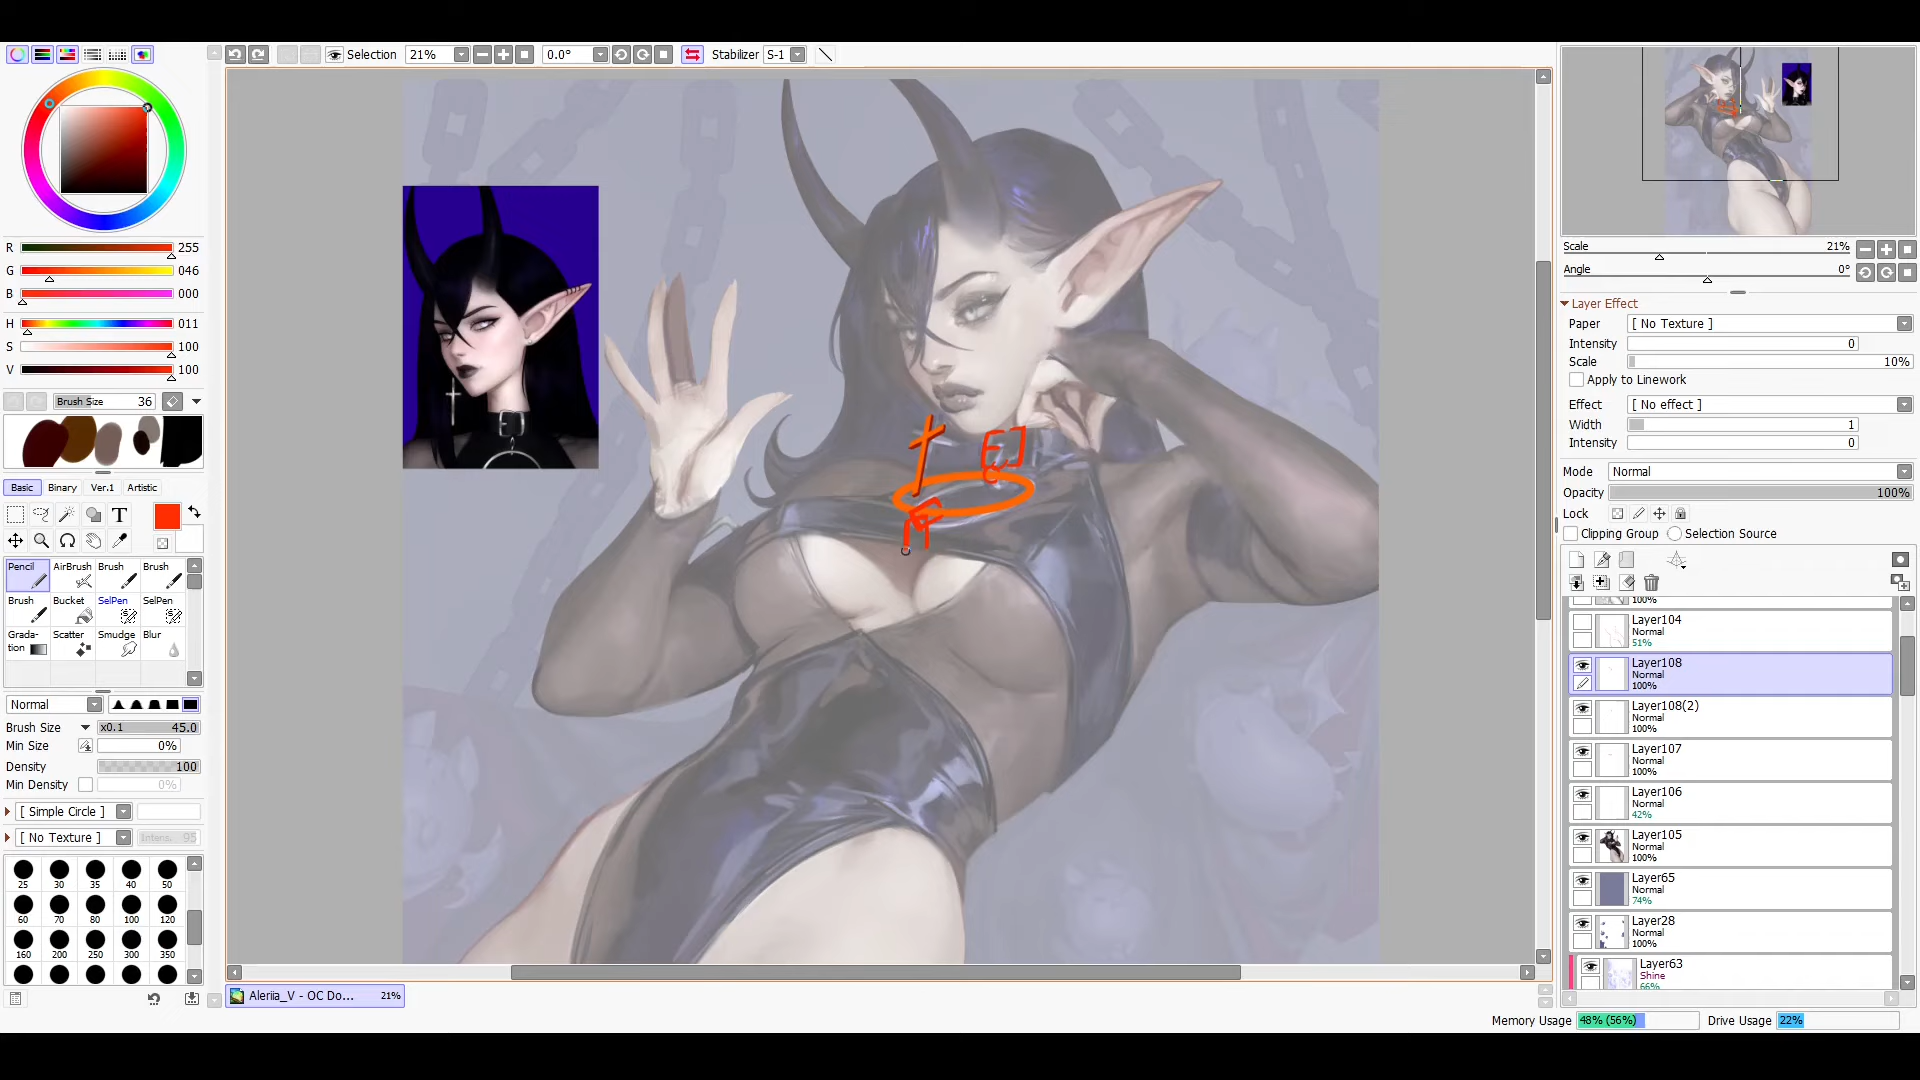 Selection 21% 0.0° Stabilizer S-1
R 255
G 046
B 000
H 011
S 100
V 100
Brush Size 36
Basic Binary Ver.1 Artistic
T
Pencil AirBrush Brush Brush
Brush Bucket SelPen SelPen
Grada-tion Scatter Smudge Blur
Normal
Brush Size x0.1 45.0
Min Size 0%
Density 100
Min Density 0%
[ Simple Circle ]
[ No Texture ] Intens. 95
25 30 35 40 50
60 70 80 100 120
160 200 250 300 350
Aleriia_V - OC Do... 21%
Scale 21%
Angle 0°
Layer Effect
Paper [ No Texture ]
Intensity 0
Scale 10%
Apply to Linework
Effect [ No effect ]
Width 1
Intensity 0
Mode Normal
Opacity 100%
Lock
Clipping Group Selection Source
100%
Layer104
Normal
51%
Layer108
Normal
100%
Layer108(2)
Normal
100%
Layer107
Normal
100%
Layer106
Normal
42%
Layer105
Normal
100%
Layer65
Normal
74%
Layer28
Normal
100%
Layer63
Shine
66%
Memory Usage 48% (56%) Drive Usage 22%